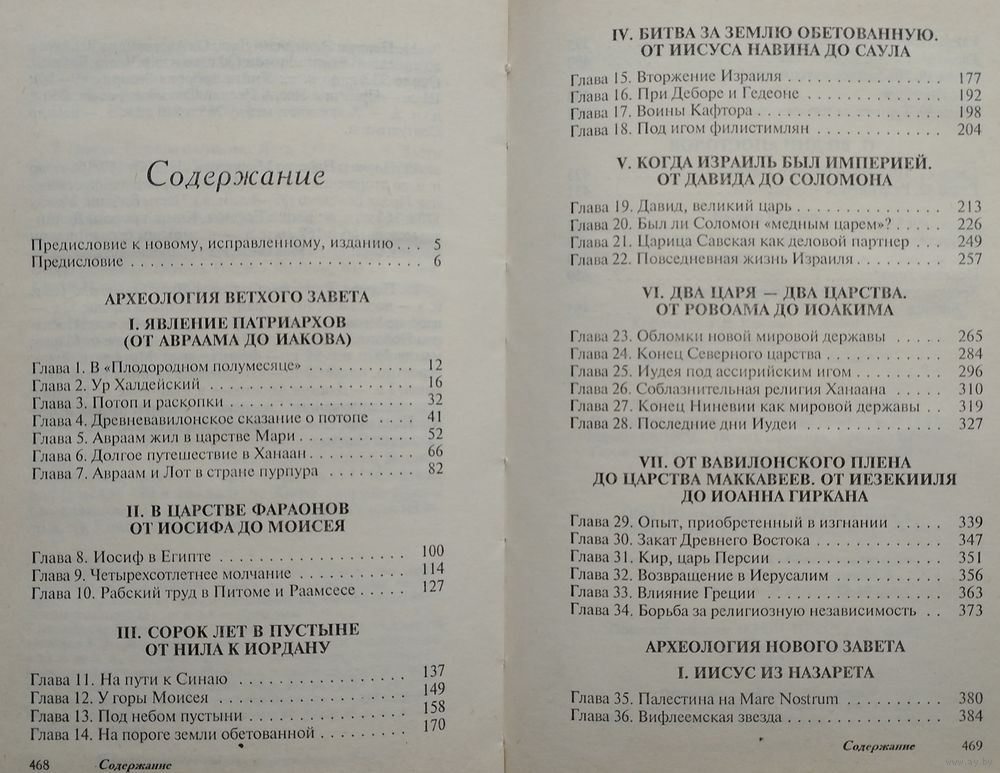 Содержание
Предисловие к новому, исправленному, изданию . . . 5
Предисловие . . . . . . . . . . . . . . . . . . . . . . . . . . . . . 6
АРХЕОЛОГИЯ ВЕТХОГО ЗАВЕТА
I. ЯВЛЕНИЕ ПАТРИАРХОВ
(ОТ АВРААМА ДО ИАКОВА)
Глава 1. В «Плодородном полумесяце» . . . . . . . . . . 12
Глава 2. Ур Халдейский . . . . . . . . . . . . . . . . . . . . 16
Глава 3. Потоп и раскопки . . . . . . . . . . . . . . . . . . 32
Глава 4. Древневавилонское сказание о потопе . . . . 41
Глава 5. Авраам жил в царстве Мари . . . . . . . . . . . 52
Глава 6. Долгое путешествие в Ханаан . . . . . . . . . . 66
Глава 7. Авраам и Лот в стране пурпура . . . . . . . . . 82
II. В ЦАРСТВЕ ФАРАОНОВ
ОТ ИОСИФА ДО МОИСЕЯ
Глава 8. Иосиф в Египте . . . . . . . . . . . . . . . . . . 100
Глава 9. Четырехсотлетнее молчание . . . . . . . . . . 114
Глава 10. Рабский труд в Питоме и Раамсесе . . . . . 127
III. СОРОК ЛЕТ В ПУСТЫНЕ
ОТ НИЛА К ИОРДАНУ
Глава 11. На пути к Синаю . . . . . . . . . . . . . . . . 137
Глава 12. У горы Моисея . . . . . . . . . . . . . . . . . . 149
Глава 13. Под небом пустыни . . . . . . . . . . . . . . . 158
Глава 14. На пороге земли обетованной . . . . . . . . 170
468 Содержание
IV. БИТВА ЗА ЗЕМЛЮ ОБЕТОВАННУЮ.
ОТ ИИСУСА НАВИНА ДО САУЛА
Глава 15. Вторжение Израиля . . . . . . . . . . . . . . 177
Глава 16. При Деборе и Гедеоне . . . . . . . . . . . . . 192
Глава 17. Воины Кафтора . . . . . . . . . . . . . . . . . 198
Глава 18. Под игом филистимлян . . . . . . . . . . . . 204
V. КОГДА ИЗРАИЛЬ БЫЛ ИМПЕРИЕЙ.
ОТ ДАВИДА ДО СОЛОМОНА
Глава 19. Давид, великий царь . . . . . . . . . . . . . . 213
Глава 20. Был ли Соломон «медным царем»? . . . . . 226
Глава 21. Царица Савская как деловой партнер . . . 249
Глава 22. Повседневная жизнь Израиля . . . . . . . . . 257
VI. ДВА ЦАРЯ — ДВА ЦАРСТВА.
ОТ РОВОАМА ДО ИОАКИМА
Глава 23. Обломки новой мировой державы . . . . . 265
Глава 24. Конец Северного царства . . . . . . . . . . . 284
Глава 25. Иудея под ассирийским игом . . . . . . . . . 296
Глава 26. Соблазнительная религия Ханаана . . . . . 310
Глава 27. Конец Ниневии как мировой державы . . 319
Глава 28. Последние дни Иудеи . . . . . . . . . . . . . 327
VII. ОТ ВАВИЛОНСКОГО ПЛЕНА
ДО ЦАРСТВА МАККАВЕЕВ. ОТ ИЕЗЕКИИЛЯ
ДО ИОАННА ГИРКАНА
Глава 29. Опыт, приобретенный в изгнании . . . . . 339
Глава 30. Закат Древнего Востока . . . . . . . . . . . . 347
Глава 31. Кир, царь Персии . . . . . . . . . . . . . . . . 351
Глава 32. Возвращение в Иерусалим . . . . . . . . . . 356
Глава 33. Влияние Греции . . . . . . . . . . . . . . . . . 363
Глава 34. Борьба за религиозную независимость . . 373
АРХЕОЛОГИЯ НОВОГО ЗАВЕТА
I. ИИСУС ИЗ НАЗАРЕТА
Глава 35. Палестина на Mare Nostrum . . . . . . . . . 380
Глава 36. Вифлеемская звезда . . . . . . . . . . . . . . . 384
Содержание 469
www.ay.by